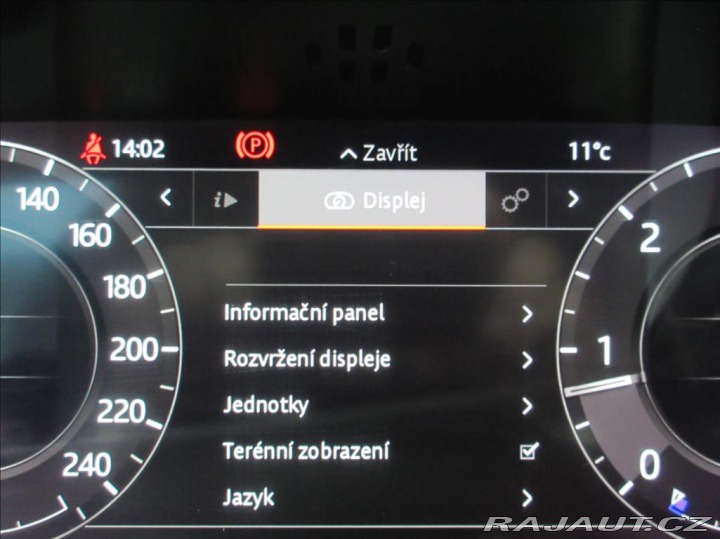 14:02
P
Zavřít
11°c
i
Displej
140
160
180
200
220
240
Informační panel
Rozvržení displeje
Jednotky
Terénní zobrazení
Jazyk
2
1
0
RAJAUT.CZ